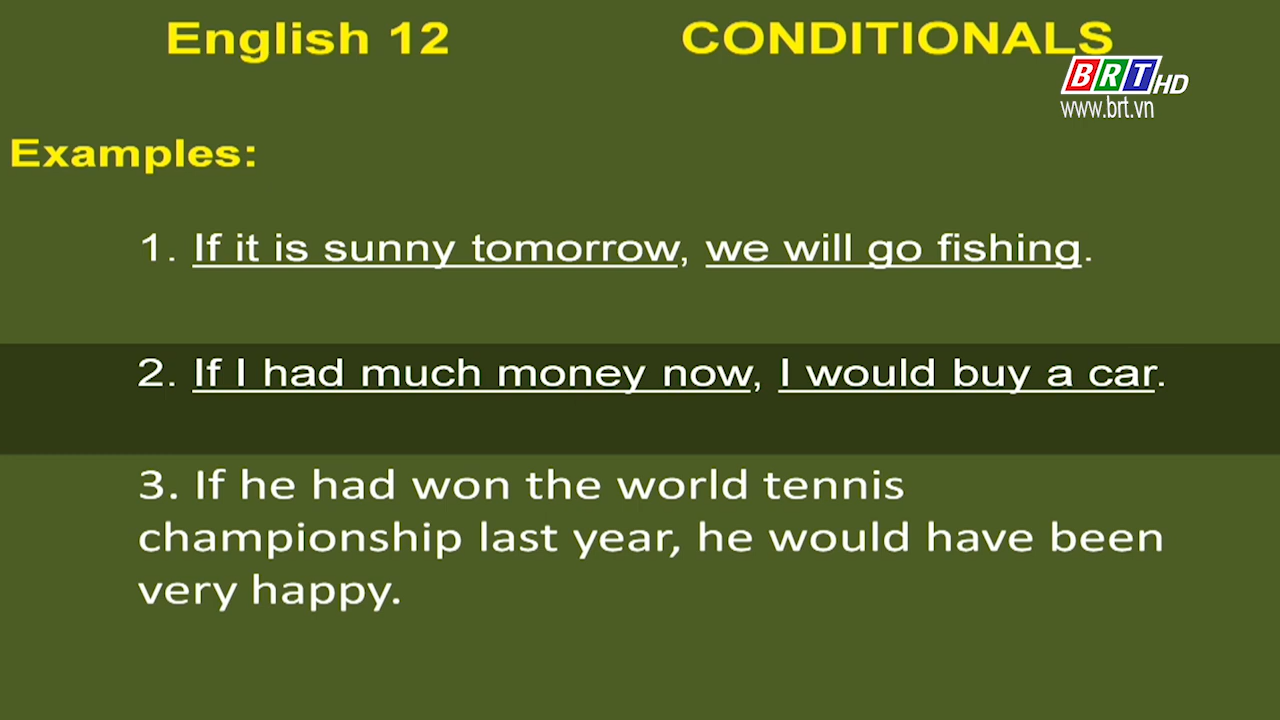 English 12
CONDITIONALS
BRT HD
www.brt.vn
Examples:
1. If it is sunny tomorrow, we will go fishing.
2. If I had much money now, I would buy a car.
3. If he had won the world tennis
championship last year, he would have been
very happy.